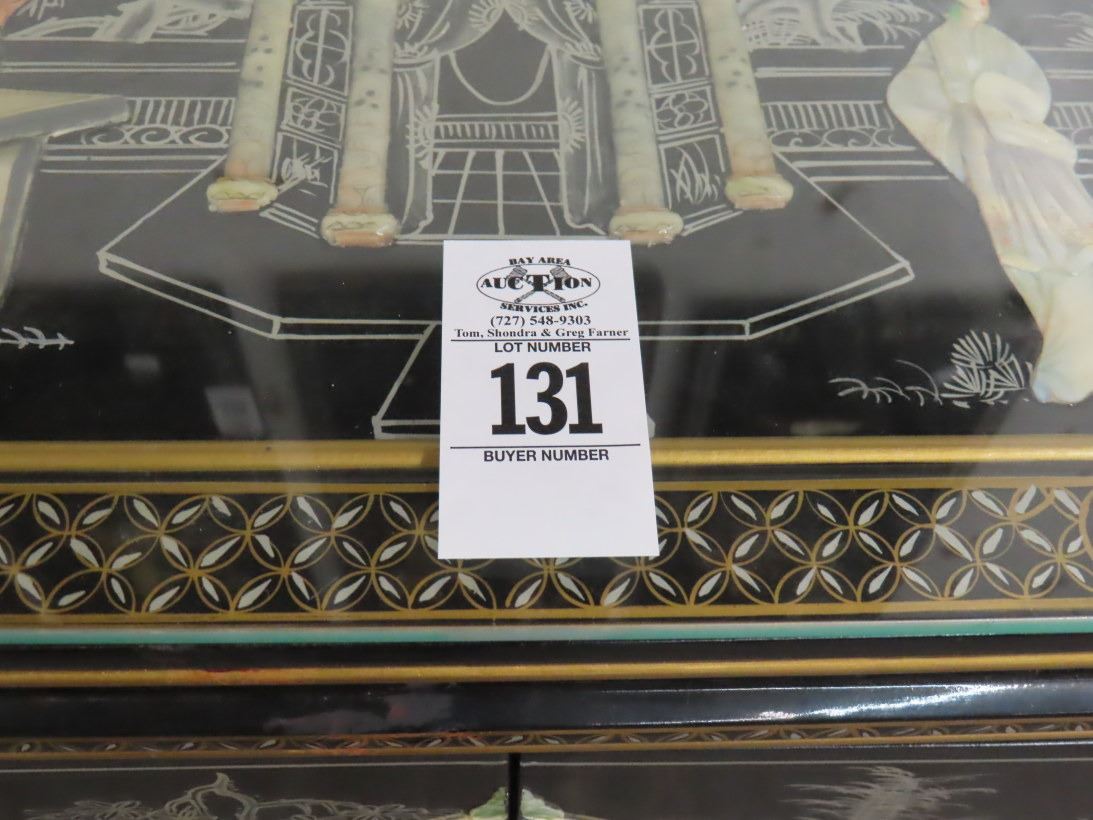 BAY AREA
AUCTION
SERVICES INC.
(727) 548-9303
Tom, Shondra & Greg Farner
LOT NUMBER
131
BUYER NUMBER